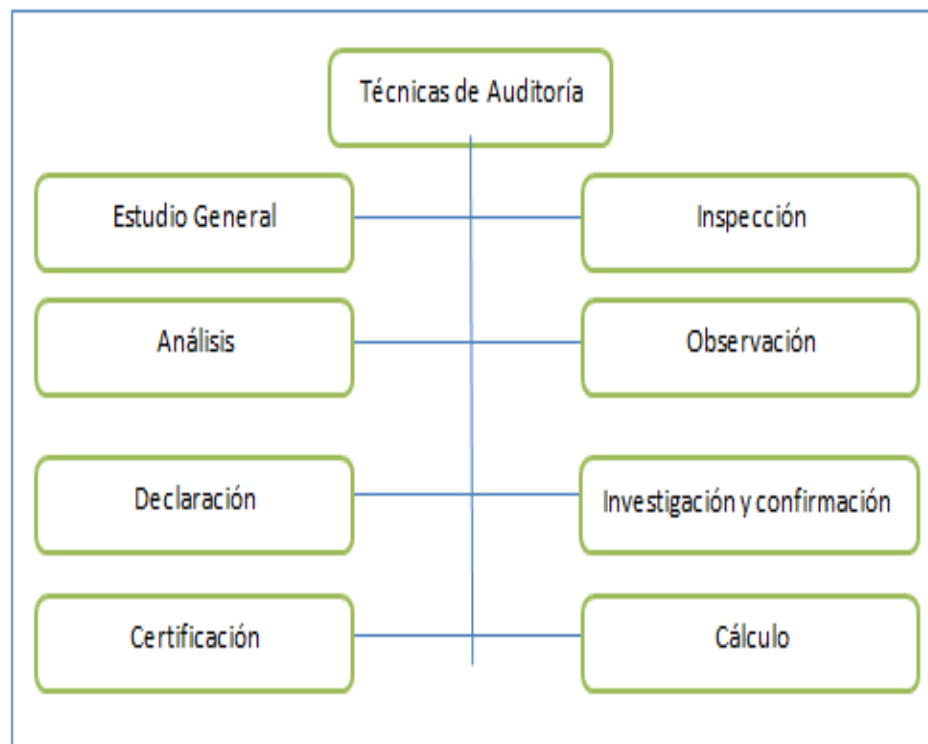 Técnicas de Auditoría
Estudio General
Inspección
Análisis
Observación
Declaración
Investigación y confirmación
Certificación
Cálculo